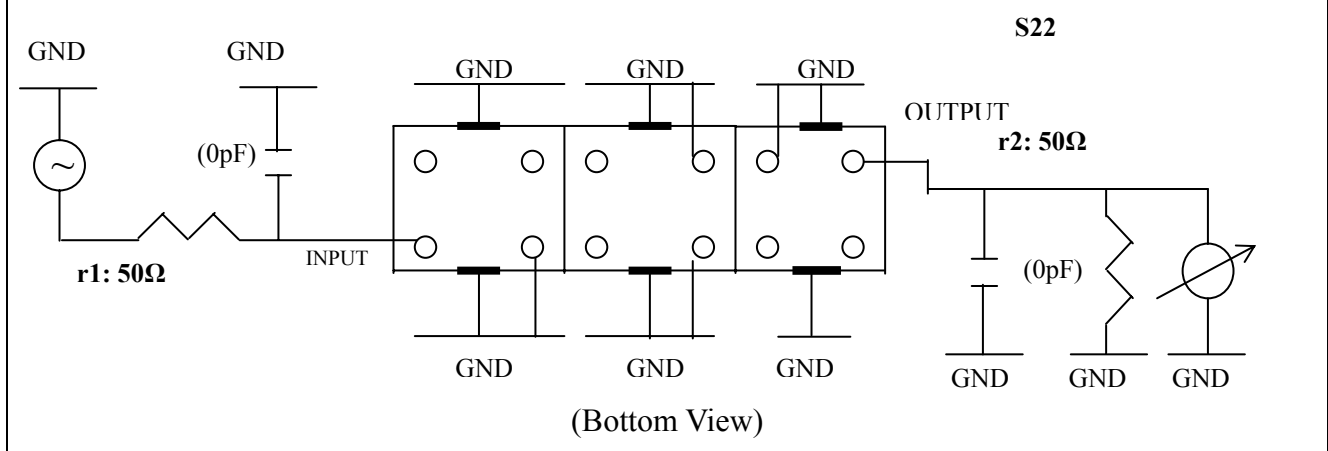 S22
GND
GND
GND
GND
GND
OUTPUT
r2: 50Ω
(0pF)
~
INPUT
r1: 50Ω
(0pF)
GND
GND
GND
GND
GND
GND
(Bottom View)